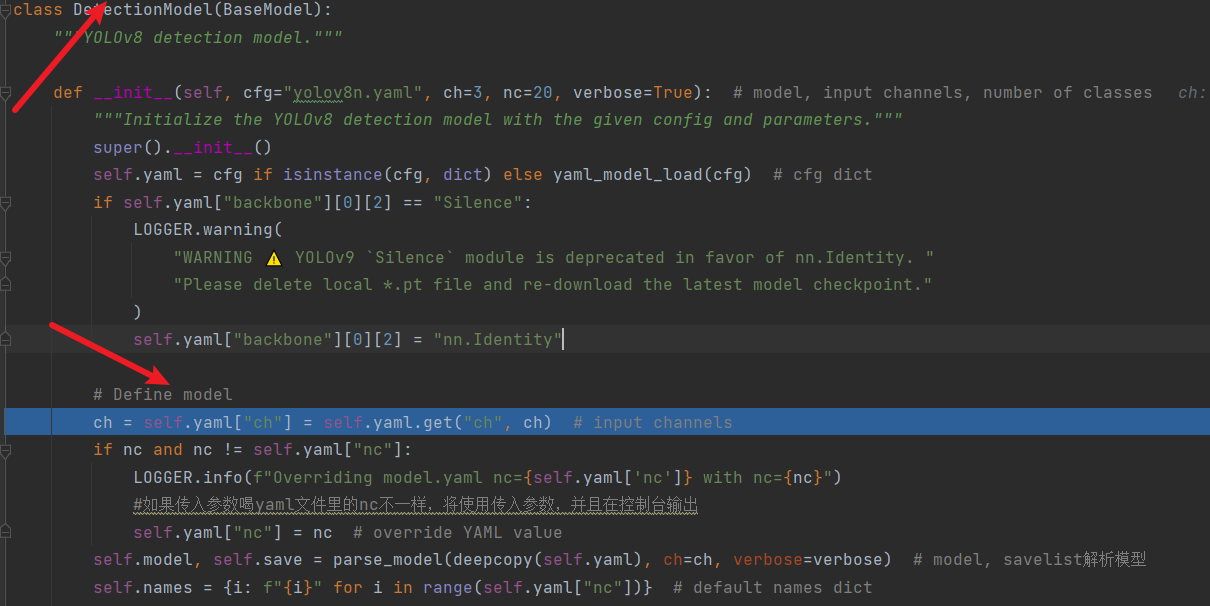 class DetectionModel(BaseModel):
"""YOLOv8 detection model."""
def __init__(self, cfg="yolov8n.yaml", ch=3, nc=20, verbose=True):  # model, input channels, number of classes   ch:
"""Initialize the YOLOv8 detection model with the given config and parameters."""
super().__init__()
self.yaml = cfg if isinstance(cfg, dict) else yaml_model_load(cfg)  # cfg dict
if self.yaml["backbone"][0][2] == "Silence":
LOGGER.warning(
"WARNING ⚠️ YOLOv9 `Silence` module is deprecated in favor of nn.Identity. "
"Please delete local *.pt file and re-download the latest model checkpoint."
)
self.yaml["backbone"][0][2] = "nn.Identity"
# Define model
ch = self.yaml["ch"] = self.yaml.get("ch", ch)  # input channels
if nc and nc != self.yaml["nc"]:
LOGGER.info(f"Overriding model.yaml nc={self.yaml['nc']} with nc={nc}")
#如果传入参数喝yaml文件里的nc不一样，将使用传入参数，并且在控制台输出
self.yaml["nc"] = nc  # override YAML value
self.model, self.save = parse_model(deepcopy(self.yaml), ch=ch, verbose=verbose)  # model, savelist解析模型
self.names = {i: f"{i}" for i in range(self.yaml["nc"])}  # default names dict